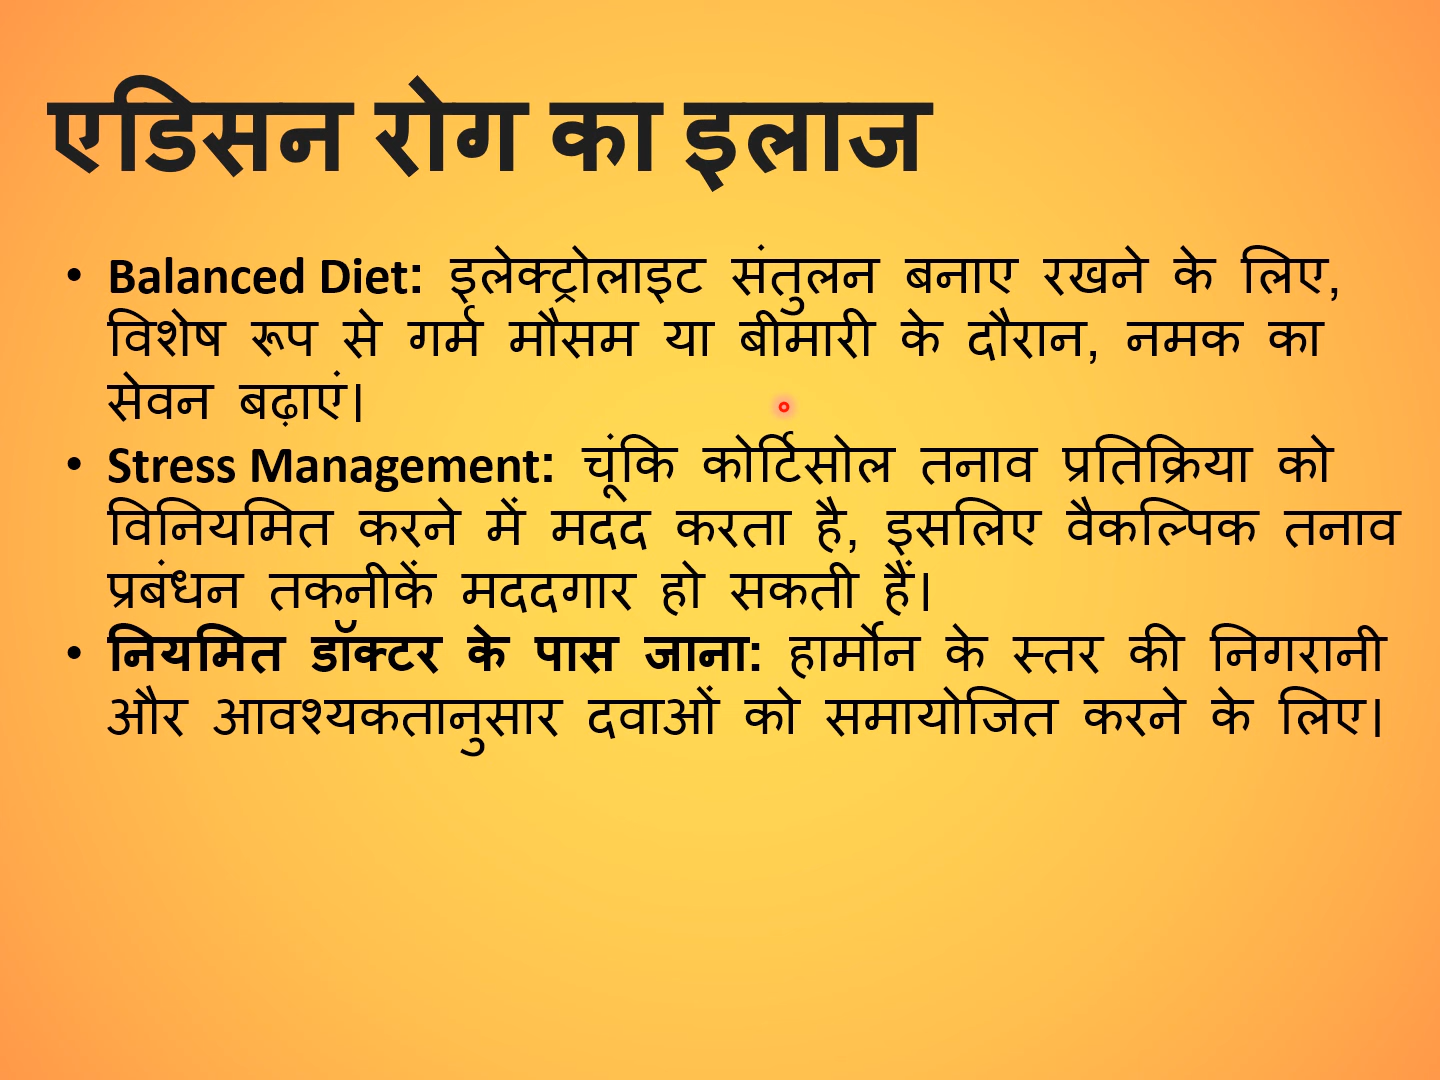 एडिसन रोग का इलाज
• Balanced Diet: इलेक्ट्रोलाइट संतुलन बनाए रखने के लिए,
विशेष रूप से गर्म मौसम या बीमारी के दौरान, नमक का
सेवन बढ़ाएं।
• Stress Management: चूंकि कोर्टिसोल तनाव प्रतिक्रिया को
विनियमित करने में मदद करता है, इसलिए वैकल्पिक तनाव
प्रबंधन तकनीकें मददगार हो सकती हैं।
• नियमित डॉक्टर के पास जाना: हार्मोन के स्तर की निगरानी
और आवश्यकतानुसार दवाओं को समायोजित करने के लिए।